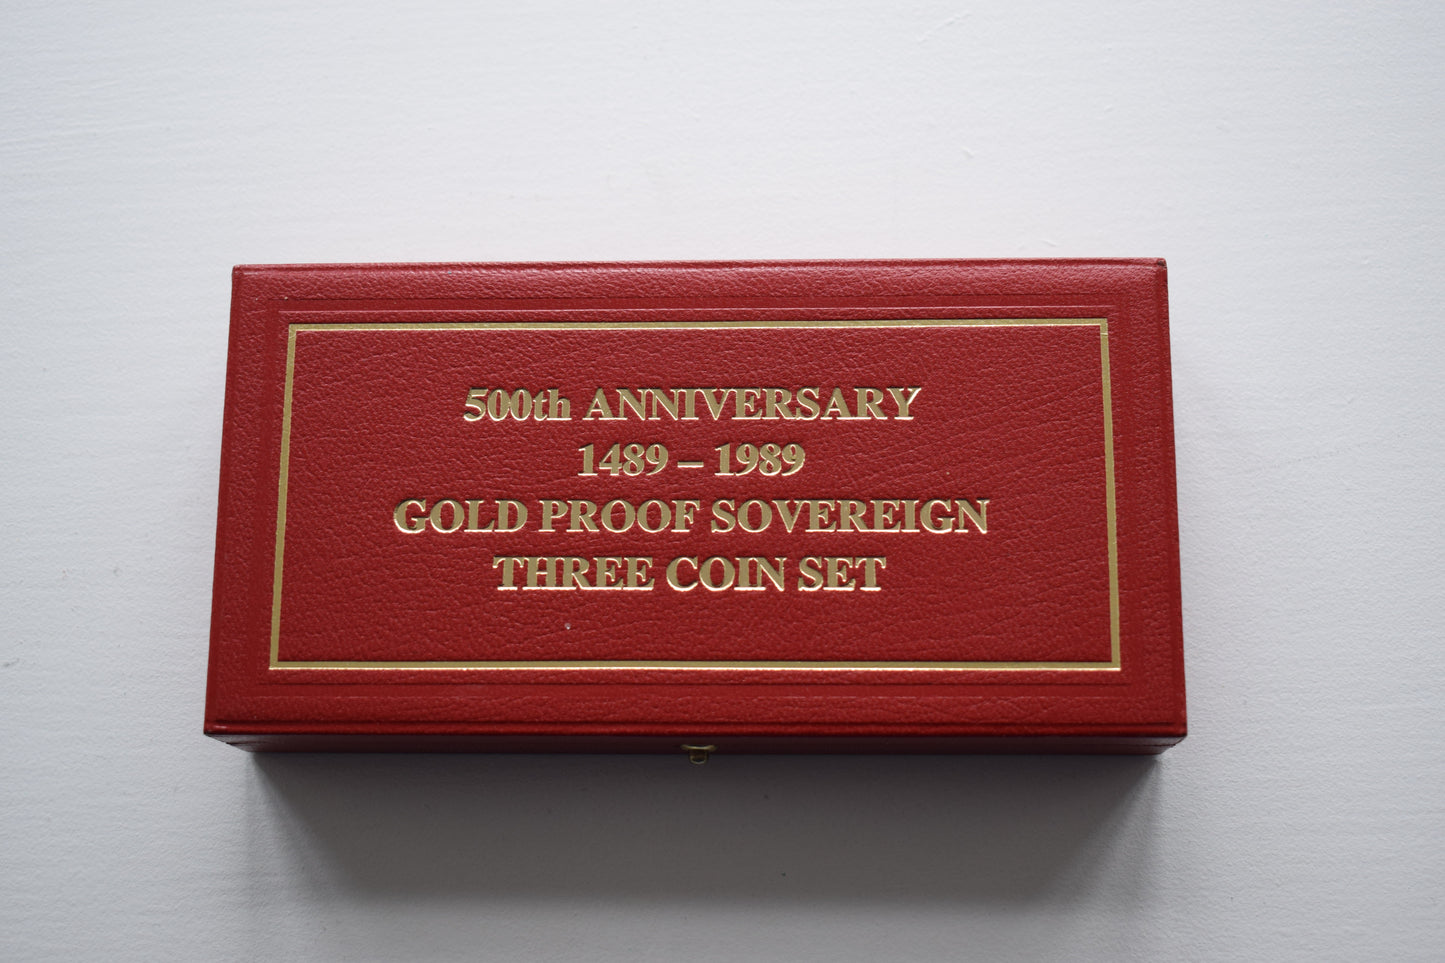 500th ANNIVERSARY
1489 – 1989
GOLD PROOF SOVEREIGN
THREE COIN SET